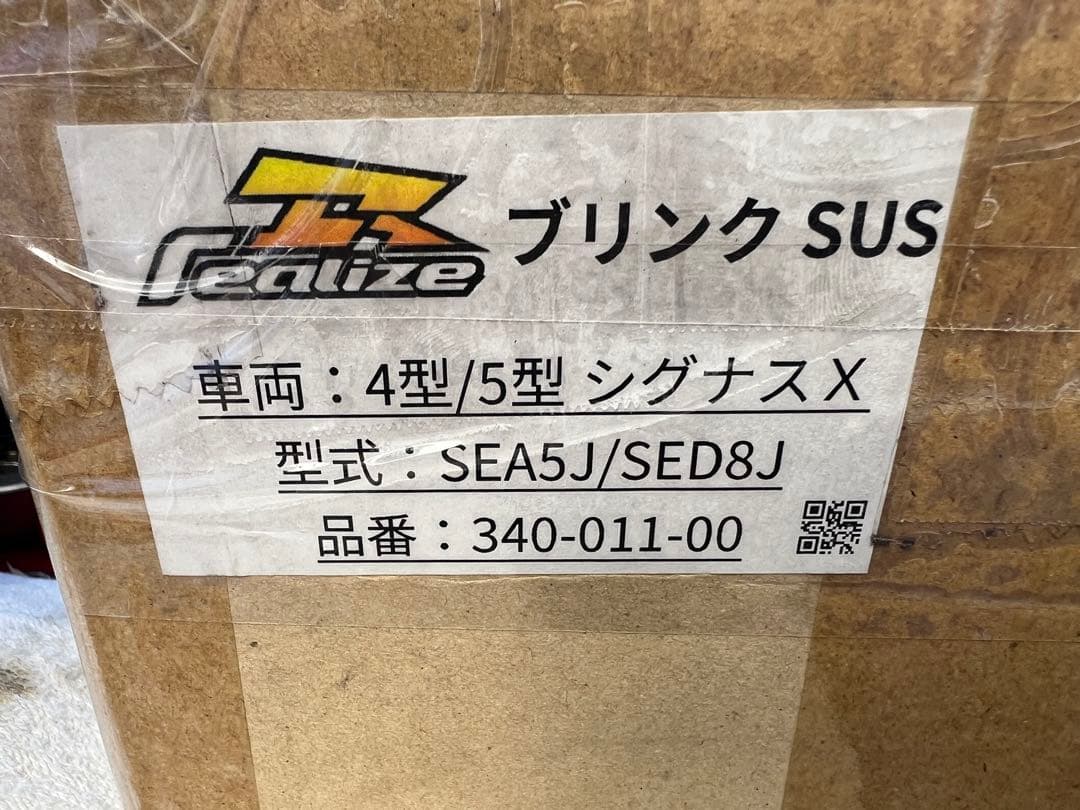 realize ブリンク SUS
車両：4型/5型 シグナスX
型式：SEA5J/SED8J
品番：340-011-00